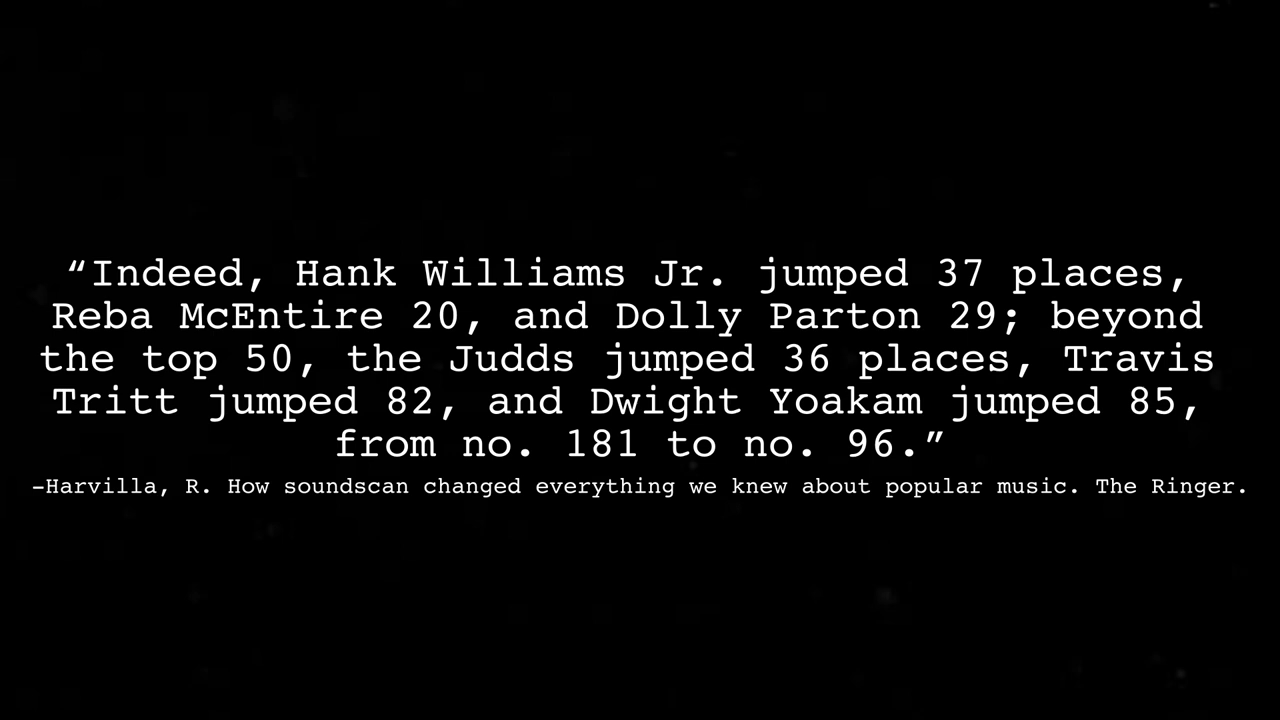 “Indeed, Hank Williams Jr. jumped 37 places,
Reba McEntire 20, and Dolly Parton 29; beyond
the top 50, the Judds jumped 36 places, Travis
Tritt jumped 82, and Dwight Yoakam jumped 85,
from no. 181 to no. 96.”
-Harvilla, R. How soundscan changed everything we knew about popular music. The Ringer.